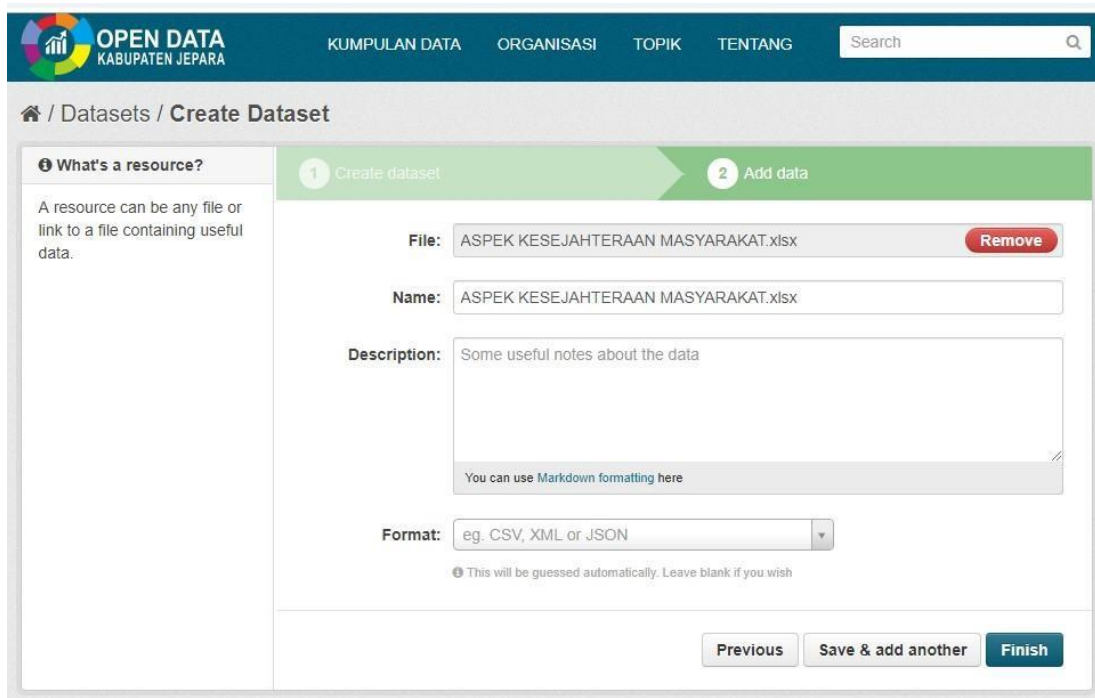 OPEN DATA
KABUPATEN JEPARA
KUMPULAN DATA ORGANISASI TOPIK TENTANG Search
/ Datasets / Create Dataset
What's a resource?
A resource can be any file or
link to a file containing useful
data.
1 Create dataset 2 Add data
File: ASPEK KESEJAHTERAAN MASYARAKAT.xlsx Remove
Name: ASPEK KESEJAHTERAAN MASYARAKAT.xlsx
Description: Some useful notes about the data
You can use Markdown formatting here
Format: eg. CSV, XML or JSON
This will be guessed automatically. Leave blank if you wish
Previous Save & add another Finish